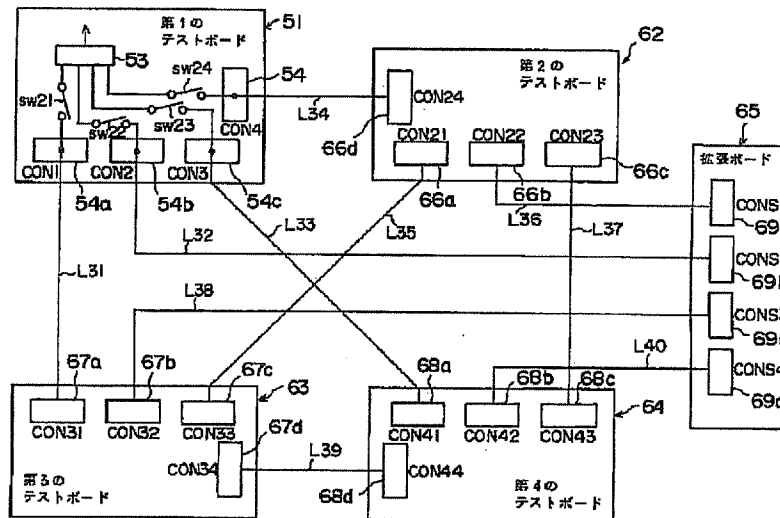 第1の
テストボード
51
53
sw24
54
sw21
sw23
CON4
sw22
CON1
CON2
CON3
54a
54b
54c
L34
62
第2の
テストボード
CON24
66d
CON21
CON22
CON23
66a
66b
66c
65
拡張ボード
CONS
69
CONS
CONS4
L31
L32
L33
L35
L36
L37
L38
L40
67a
67b
67c
63
CON31
CON32
CON33
67d
CON34
第3の
テストボード
L39
68a
68b
68c
64
CON41
CON42
CON43
CON44
68d
第4の
テストボード